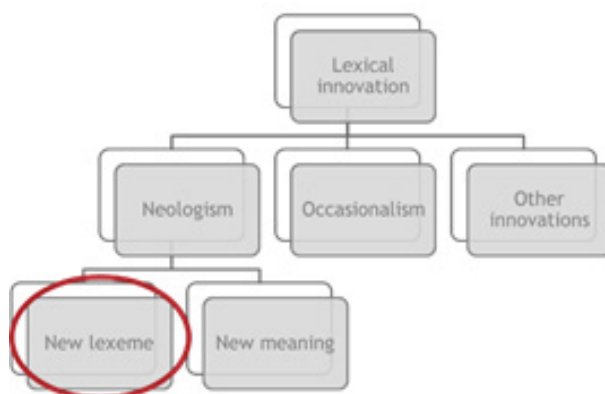 Lexical
innovation
Neologism
Occasionalism
Other
innovations
New lexeme
New meaning